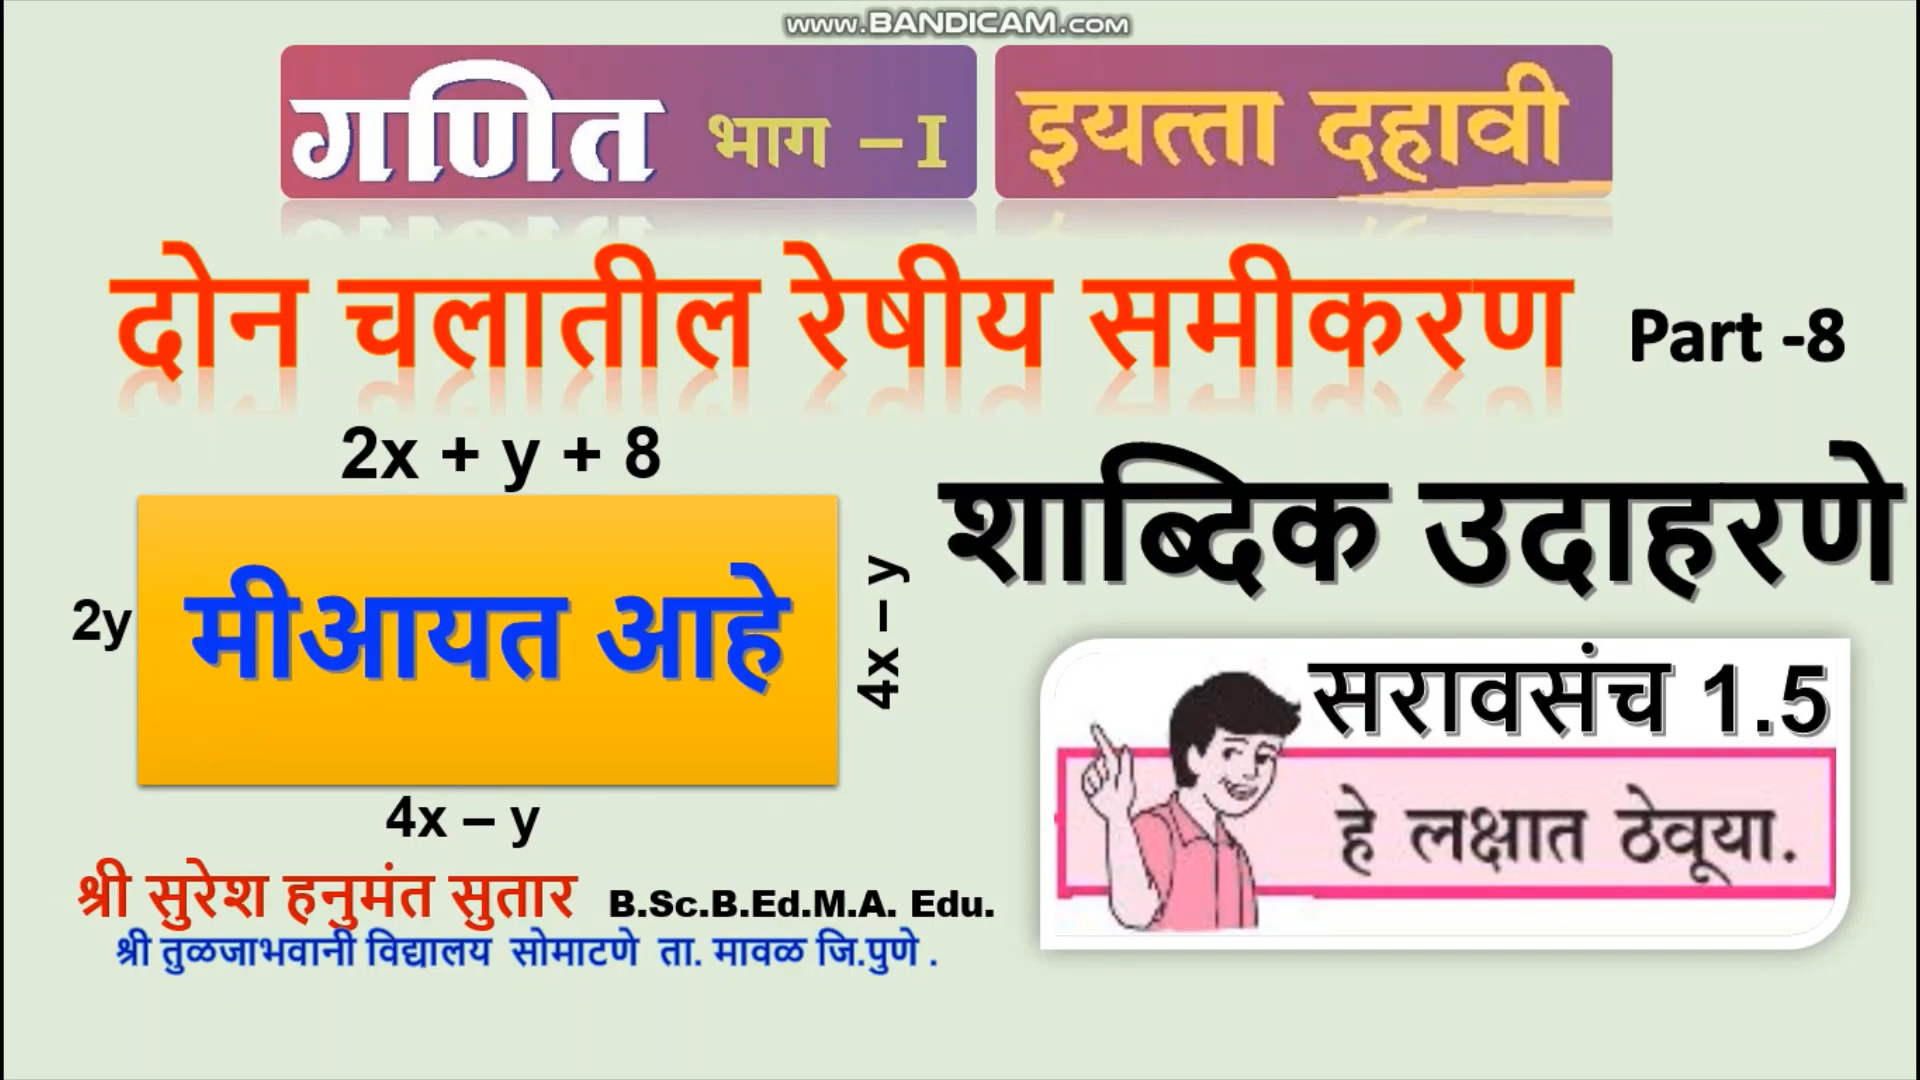 www.BANDICAM.com
गणित भाग – I
इयत्ता दहावी
दोन चलातील रेषीय समीकरण Part -8
2x + y + 8
शाब्दिक उदाहरणे
2y
मीआयत आहे
4x – y
सरावसंच 1.5
हे लक्षात ठेवूया.
4x – y
श्री सुरेश हनुमंत सुतार B.Sc.B.Ed.M.A. Edu.
श्री तुळजाभवानी विद्यालय सोमाटणे ता. मावळ जि.पुणे .